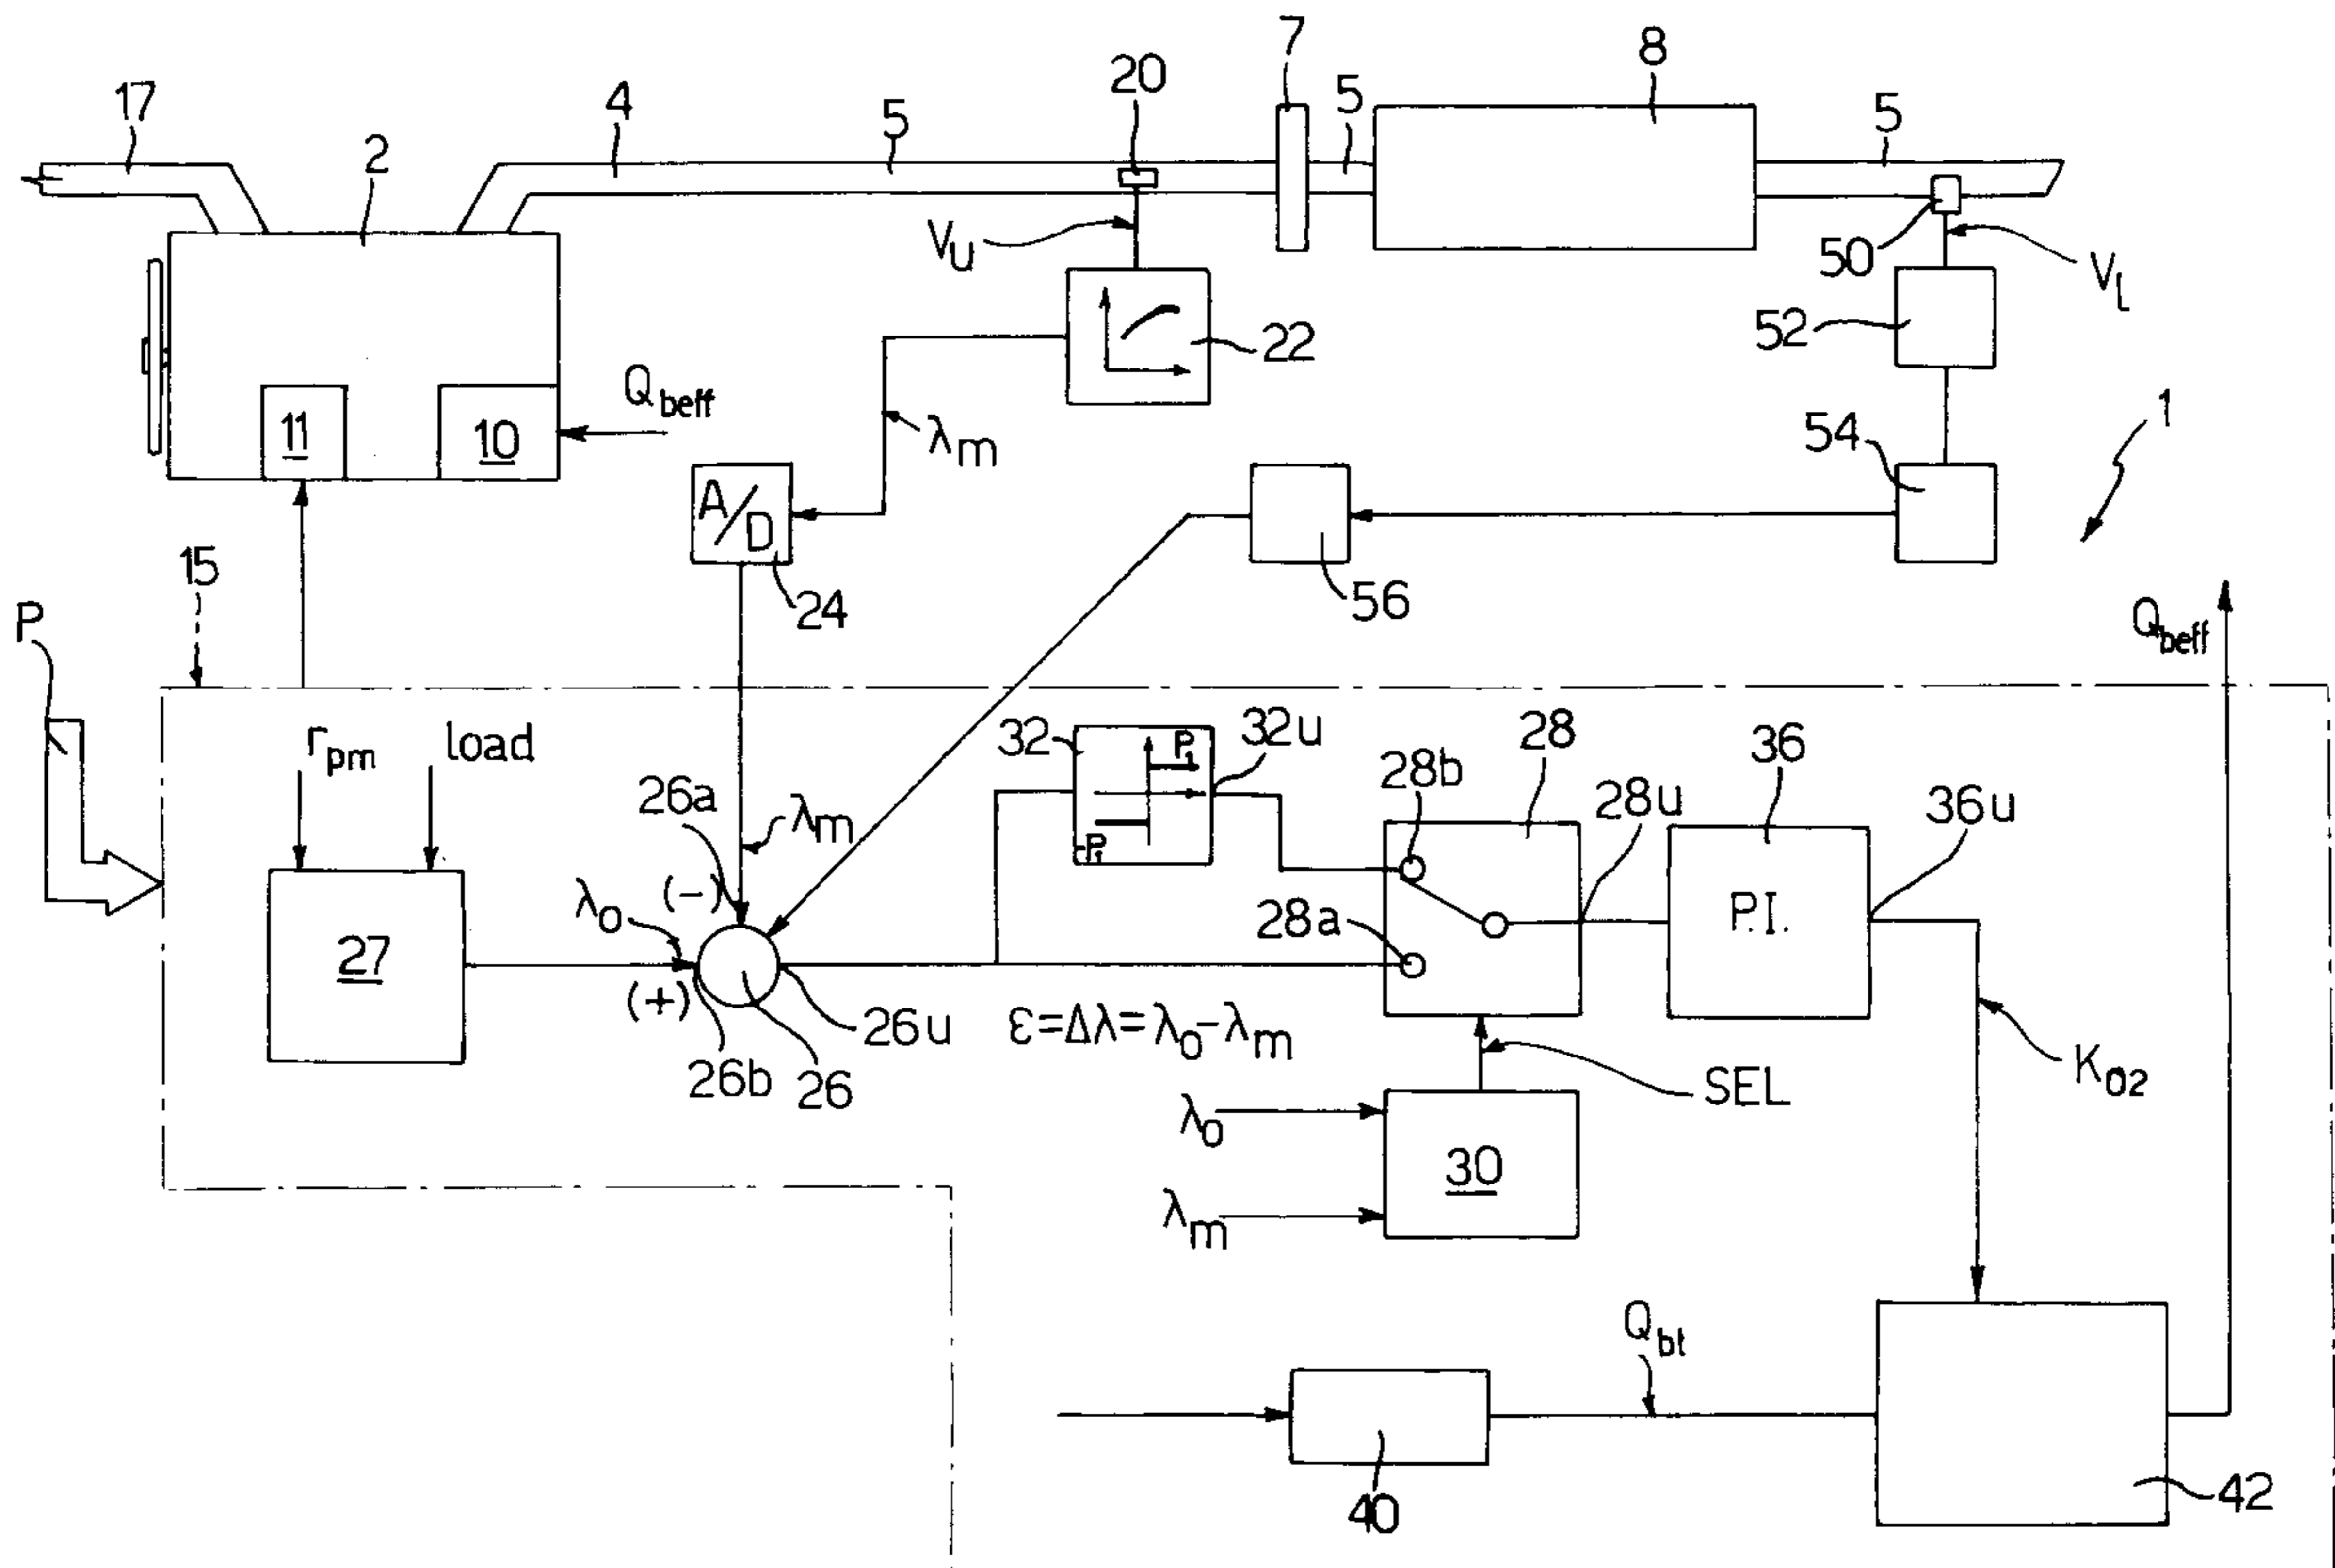 7
8
17
4
5
20
5
5
2
V_U
50
V_L
22
52
Q_beff
1
11
10
λ_m
54
A/D
15
24
56
P
Q_beff
r_pm
load
32
P_i
32u
28
36
26a
28b
28u
36u
λ_m
-P_i
λ_0
(-)
28a
P.I.
27
(+)
26u
ε=Δλ=λ_0-λ_m
26b
26
SEL
K_02
λ_0
30
λ_m
Q_bt
40
42